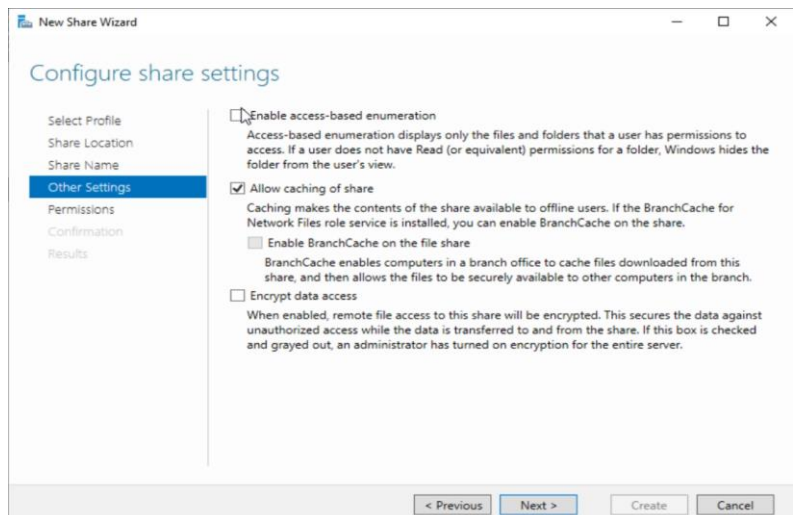 New Share Wizard
Configure share settings
Select Profile
Share Location
Share Name
Other Settings
Permissions
Confirmation
Results
Enable access-based enumeration
Access-based enumeration displays only the files and folders that a user has permissions to
access. If a user does not have Read (or equivalent) permissions for a folder, Windows hides the
folder from the user's view.
Allow caching of share
Caching makes the contents of the share available to offline users. If the BranchCache for
Network Files role service is installed, you can enable BranchCache on the share.
Enable BranchCache on the file share
BranchCache enables computers in a branch office to cache files downloaded from this
share, and then allows the files to be securely available to other computers in the branch.
Encrypt data access
When enabled, remote file access to this share will be encrypted. This secures the data against
unauthorized access while the data is transferred to and from the share. If this box is checked
and grayed out, an administrator has turned on encryption for the entire server.
< Previous Next > Create Cancel